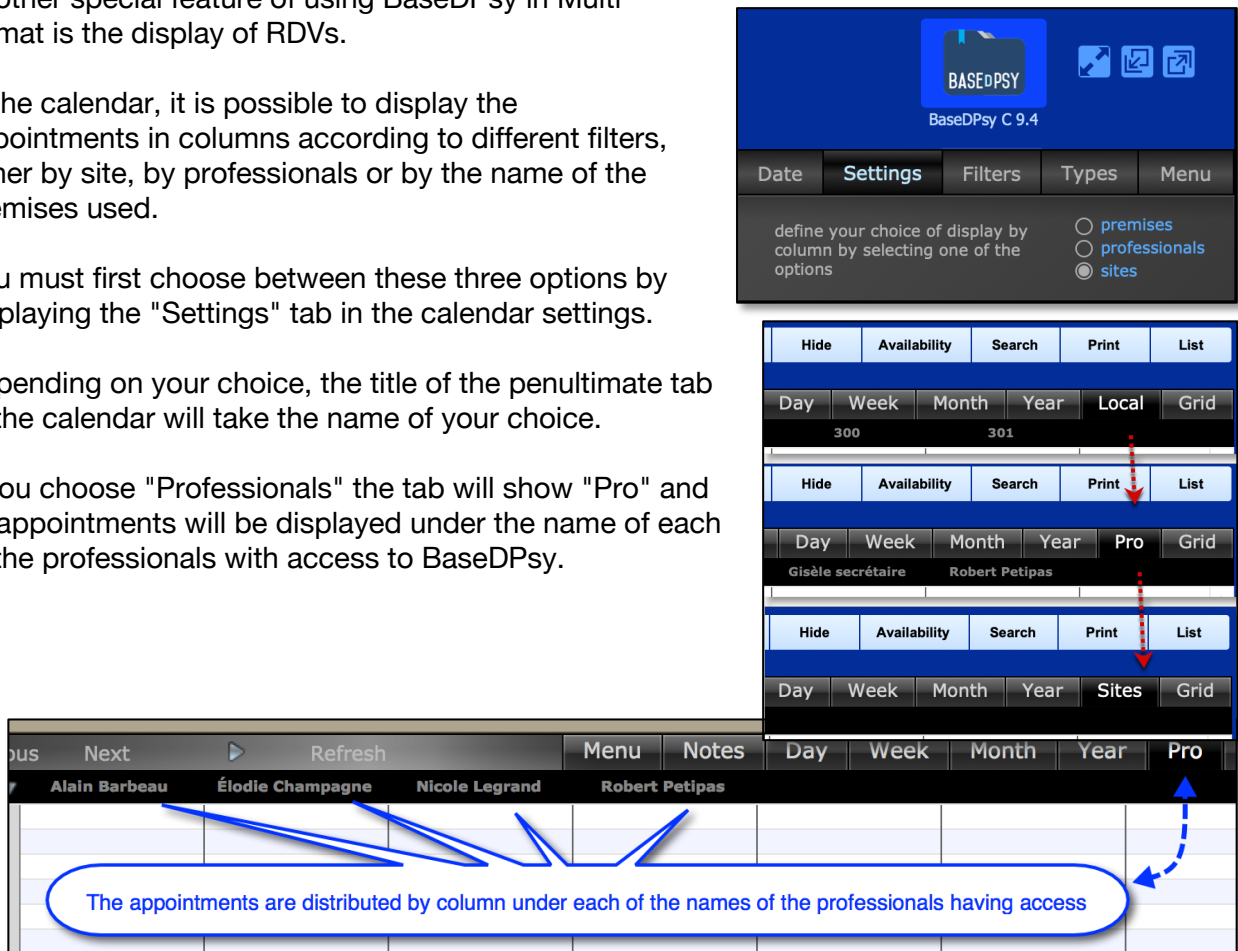 other special feature of using BaseDPsy in Multi
mat is the display of RDVs.
he calendar, it is possible to display the
pointments in columns according to different filters,
her by site, by professionals or by the name of the
emises used.
u must first choose between these three options by
playing the "Settings" tab in the calendar settings.
pending on your choice, the title of the penultimate tab
the calendar will take the name of your choice.
ou choose "Professionals" the tab will show "Pro" and
appointments will be displayed under the name of each
the professionals with access to BaseDPsy.
BASEDPSY
BaseDPsy C 9.4
Date Settings Filters Types Menu
define your choice of display by
column by selecting one of the
options
premises
professionals
sites
Hide Availability Search Print List
Day Week Month Year Local Grid
300 301
Hide Availability Search Print List
Day Week Month Year Pro Grid
Gisèle secrétaire Robert Petipas
Hide Availability Search Print List
Day Week Month Year Sites Grid
ous Next Refresh Menu Notes Day Week Month Year Pro
Alain Barbeau Élodie Champagne Nicole Legrand Robert Petipas
The appointments are distributed by column under each of the names of the professionals having access